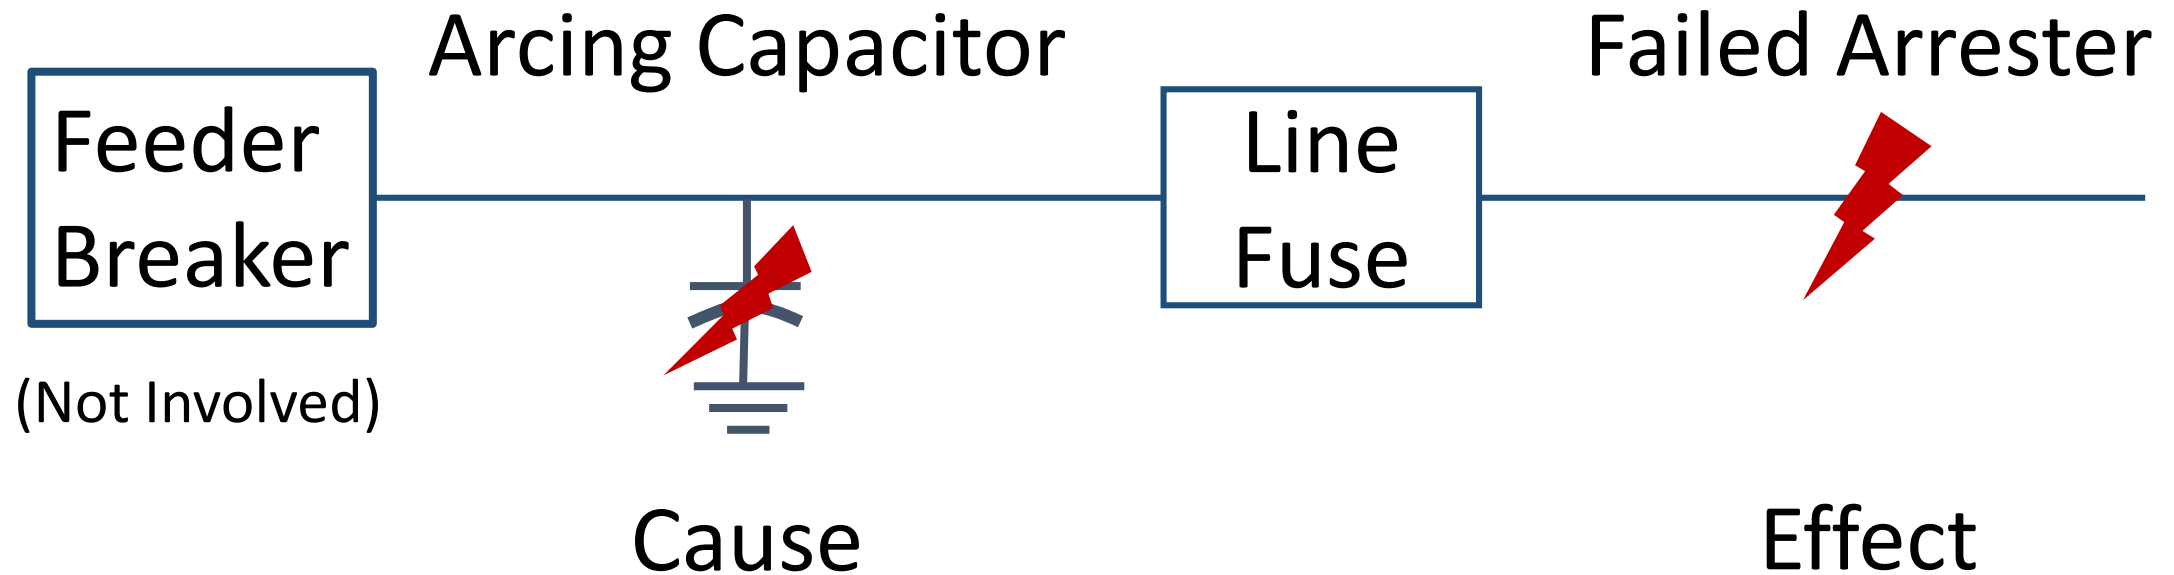 Arcing Capacitor
Failed Arrester
Feeder
Breaker
Line
Fuse
(Not Involved)
Cause
Effect